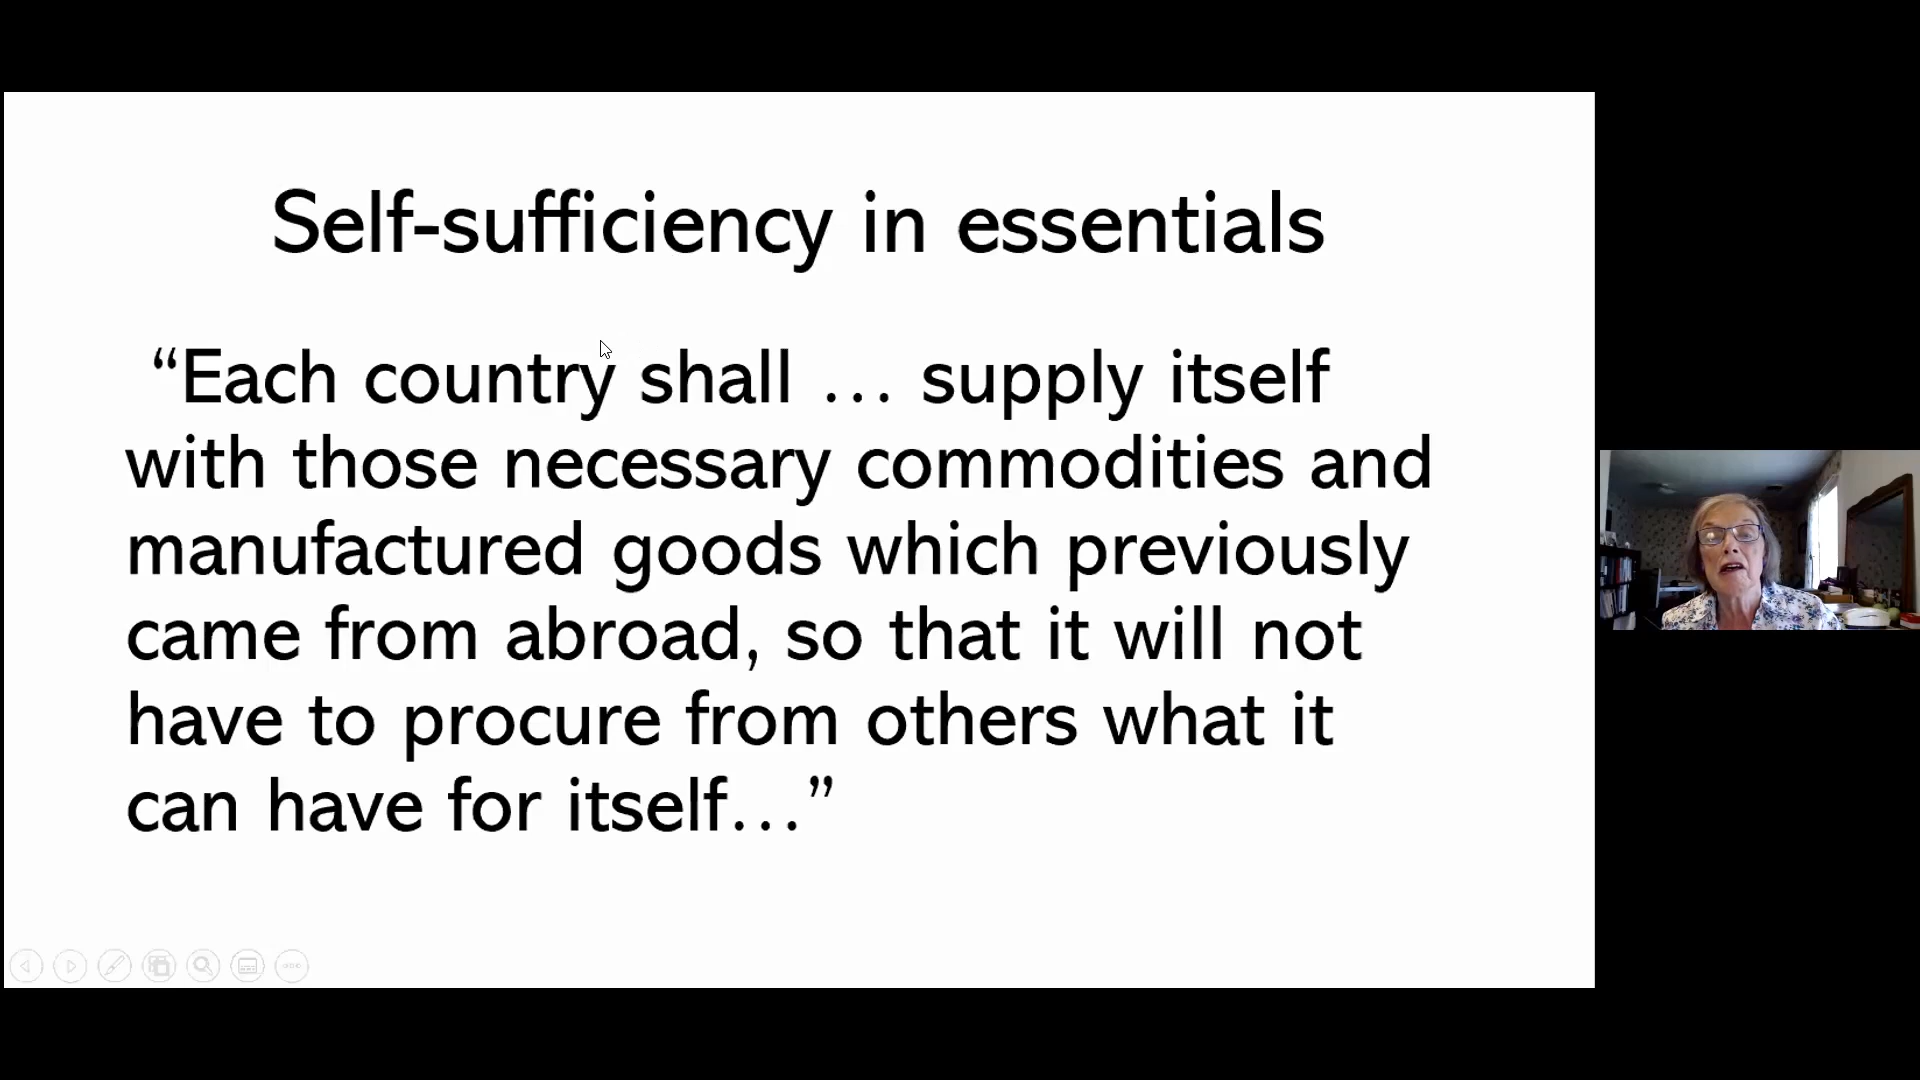 Self-sufficiency in essentials
“Each country shall … supply itself
with those necessary commodities and
manufactured goods which previously
came from abroad, so that it will not
have to procure from others what it
can have for itself…”